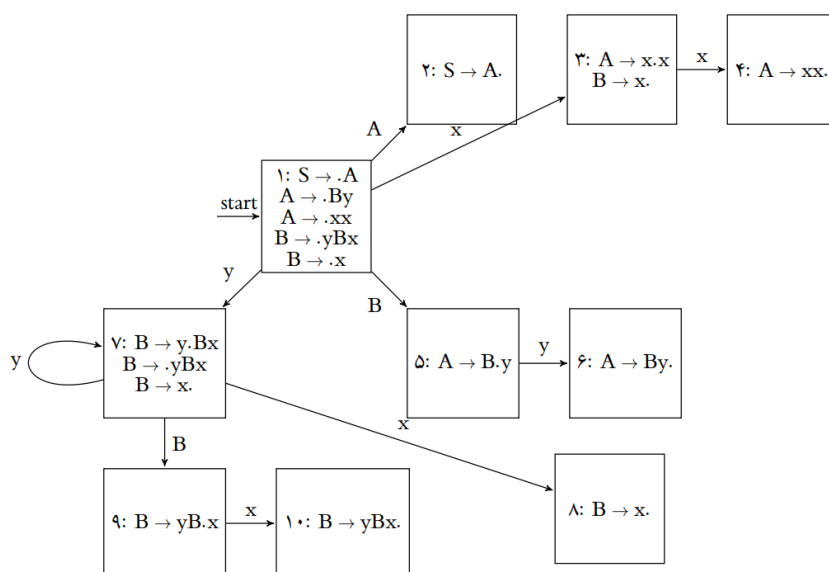 ۲: S → A.
۳: A → x.x
B → x.
x
۴: A → xx.
A
x
۱: S → .A
A → .By
A → .xx
B → .yBx
B → .x
start
y
B
۷: B → y.Bx
B → .yBx
B → x.
y
۵: A → B.y
y
۶: A → By.
x
B
۹: B → yB.x
x
۱۰: B → yBx.
۸: B → x.